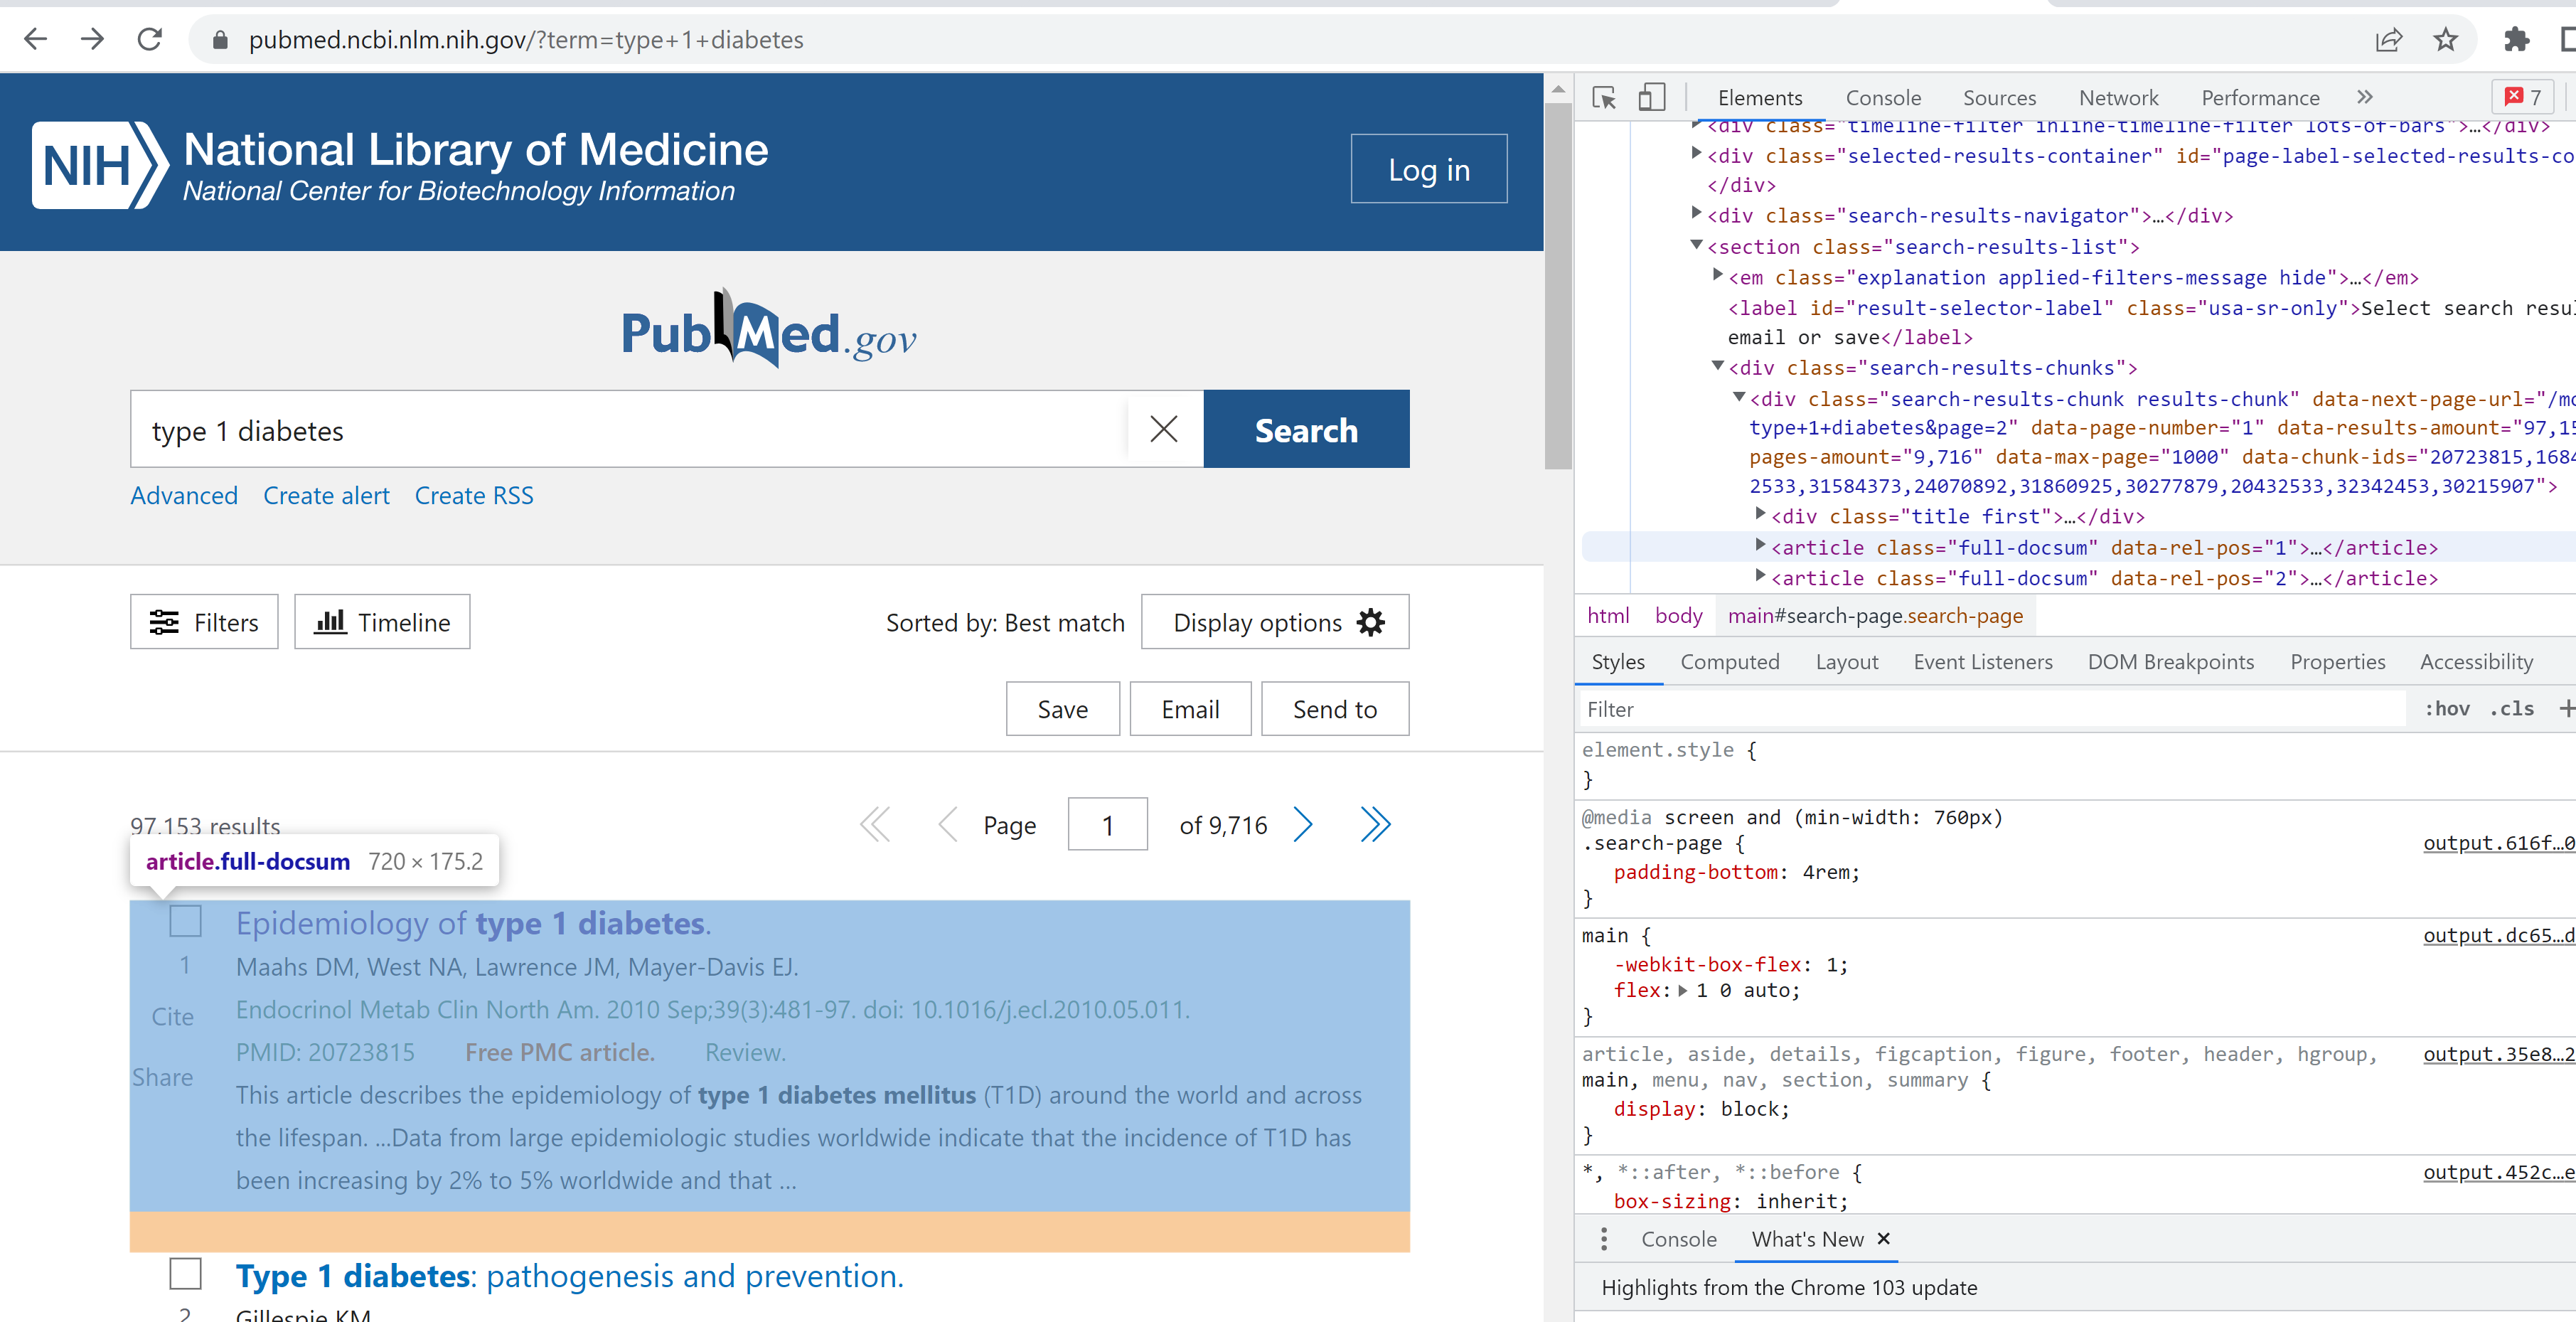 pubmed.ncbi.nlm.nih.gov/?term=type+1+diabetes
NIH
National Library of Medicine
National Center for Biotechnology Information
Log in
PubMed.gov
type 1 diabetes
Search
Advanced Create alert Create RSS
Filters
Timeline
Sorted by: Best match
Display options
Save
Email
Send to
97,153 results
Page 1 of 9,716
article.full-docsum 720 × 175.2
Epidemiology of type 1 diabetes.
1
Maahs DM, West NA, Lawrence JM, Mayer-Davis EJ.
Cite
Endocrinol Metab Clin North Am. 2010 Sep;39(3):481-97. doi: 10.1016/j.ecl.2010.05.011.
PMID: 20723815 Free PMC article. Review.
Share
This article describes the epidemiology of type 1 diabetes mellitus (T1D) around the world and across
the lifespan. ...Data from large epidemiologic studies worldwide indicate that the incidence of T1D has
been increasing by 2% to 5% worldwide and that ...
Type 1 diabetes: pathogenesis and prevention.
2
Gillespie KM
Elements Console Sources Network Performance
7
<div class="timeline-filter inline-timeline-filter lots-of-bars">…</div>
<div class="selected-results-container" id="page-label-selected-results-co
</div>
<div class="search-results-navigator">…</div>
<section class="search-results-list">
<em class="explanation applied-filters-message hide">…</em>
<label id="result-selector-label" class="usa-sr-only">Select search resu
email or save</label>
<div class="search-results-chunks">
<div class="search-results-chunk results-chunk" data-next-page-url="/mo
type+1+diabetes&page=2" data-page-number="1" data-results-amount="97,15
pages-amount="9,716" data-max-page="1000" data-chunk-ids="20723815,1684
2533,31584373,24070892,31860925,30277879,20432533,32342453,30215907">
<div class="title first">…</div>
<article class="full-docsum" data-rel-pos="1">…</article>
<article class="full-docsum" data-rel-pos="2">…</article>
html body main#search-page.search-page
Styles Computed Layout Event Listeners DOM Breakpoints Properties Accessibility
Filter
:hov .cls +
element.style {
}
@media screen and (min-width: 760px)
.search-page { output.616f…0
padding-bottom: 4rem;
}
main { output.dc65…d
-webkit-box-flex: 1;
flex: 1 0 auto;
}
article, aside, details, figcaption, figure, footer, header, hgroup, output.35e8…2
main, menu, nav, section, summary {
display: block;
}
*, *::after, *::before { output.452c…e
box-sizing: inherit;
Console What's New
Highlights from the Chrome 103 update